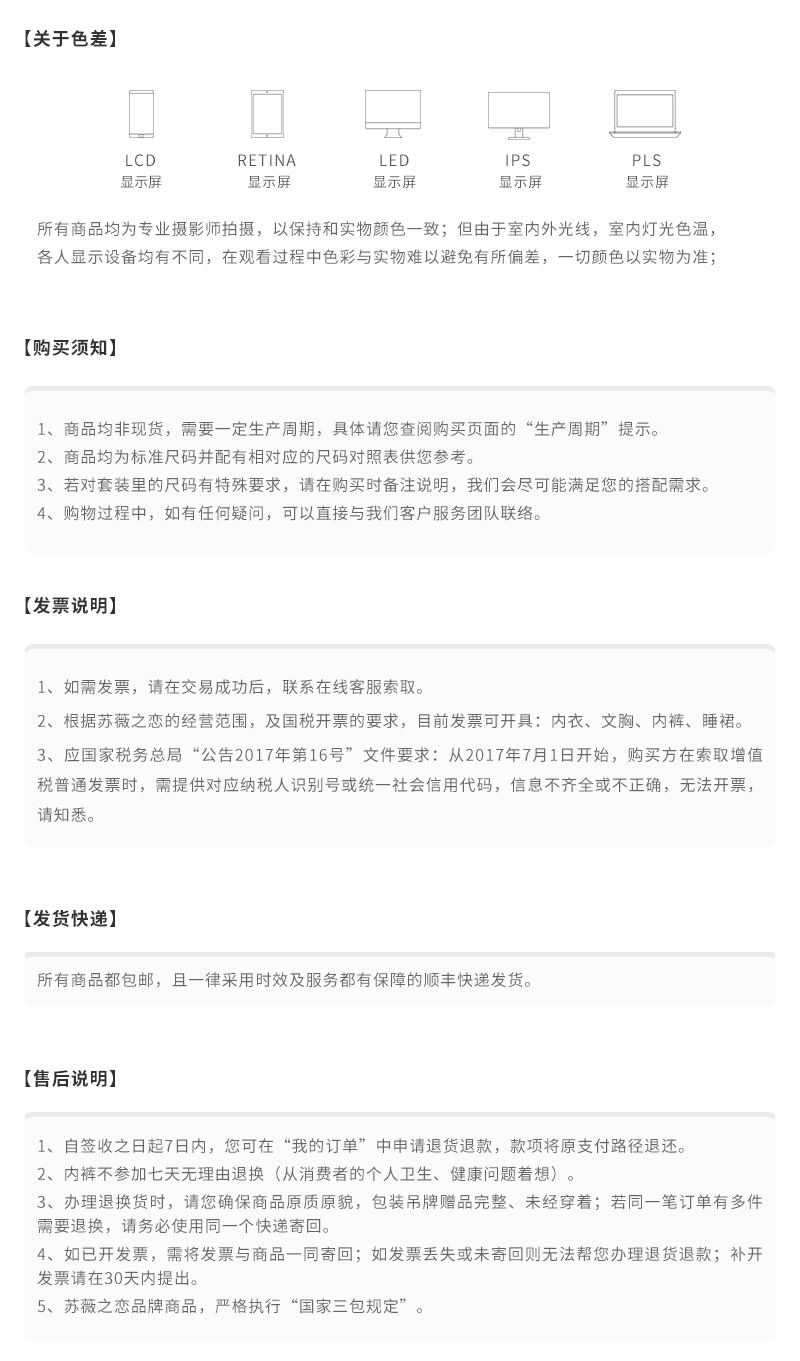 【关于色差】
LCD RETINA LED IPS PLS
显示屏 显示屏 显示屏 显示屏 显示屏
所有商品均为专业摄影师拍摄，以保持和实物颜色一致；但由于室内外光线，室内灯光色温，
各人显示设备均有不同，在观看过程中色彩与实物难以避免有所偏差，一切颜色以实物为准；
【购买须知】
1、商品均非现货，需要一定生产周期，具体请您查阅购买页面的“生产周期”提示。
2、商品均为标准尺码并配有相对应的尺码对照表供您参考。
3、若对套装里的尺码有特殊要求，请在购买时备注说明，我们会尽可能满足您的搭配需求。
4、购物过程中，如有任何疑问，可以直接与我们客户服务团队联络。
【发票说明】
1、如需发票，请在交易成功后，联系在线客服索取。
2、根据苏薇之恋的经营范围，及国税开票的要求，目前发票可开具：内衣、文胸、内裤、睡裙。
3、应国家税务总局“公告2017年第16号”文件要求：从2017年7月1日开始，购买方在索取增值
税普通发票时，需提供对应纳税人识别号或统一社会信用代码，信息不齐全或不正确，无法开票，
请知悉。
【发货快递】
所有商品都包邮，且一律采用时效及服务都有保障的顺丰快递发货。
【售后说明】
1、自签收之日起7日内，您可在“我的订单”中申请退货退款，款项将原支付路径退还。
2、内裤不参加七天无理由退换（从消费者的个人卫生、健康问题着想）。
3、办理退换货时，请您确保商品原质原貌，包装吊牌赠品完整、未经穿着；若同一笔订单有多件
需要退换，请务必使用同一个快递寄回。
4、如已开发票，需将发票与商品一同寄回；如发票丢失或未寄回则无法帮您办理退货退款；补开
发票请在30天内提出。
5、苏薇之恋品牌商品，严格执行“国家三包规定”。